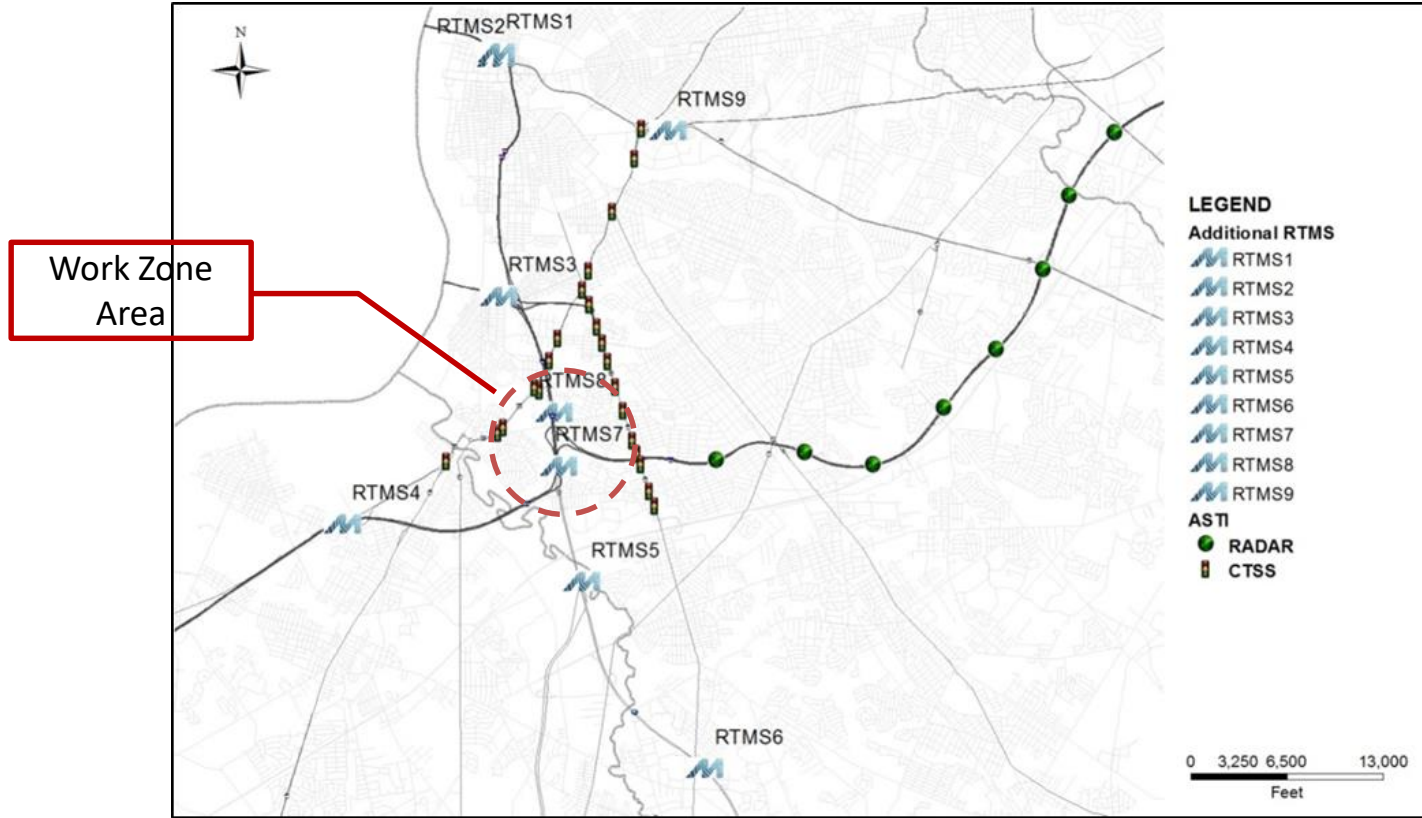 N
RTMS2 RTMS1
RTMS9
Work Zone
Area
RTMS3
RTMS8
RTMS7
RTMS4
RTMS5
RTMS6
LEGEND
Additional RTMS
RTMS1
RTMS2
RTMS3
RTMS4
RTMS5
RTMS6
RTMS7
RTMS8
RTMS9
ASTI
RADAR
CTSS
0 3,250 6,500 13,000
Feet